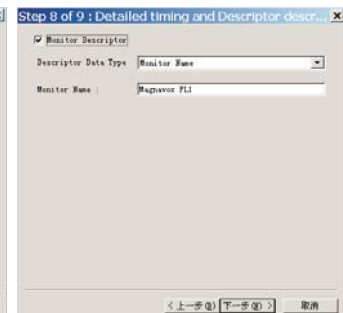 Step 8 of 9 : Detailed timing and Descriptor descr...
Monitor Descriptor
Descriptor Data Type
Monitor Name
Monitor Name :
Magnavox FL1
< 上一步(B)
下一步(N) >
取消